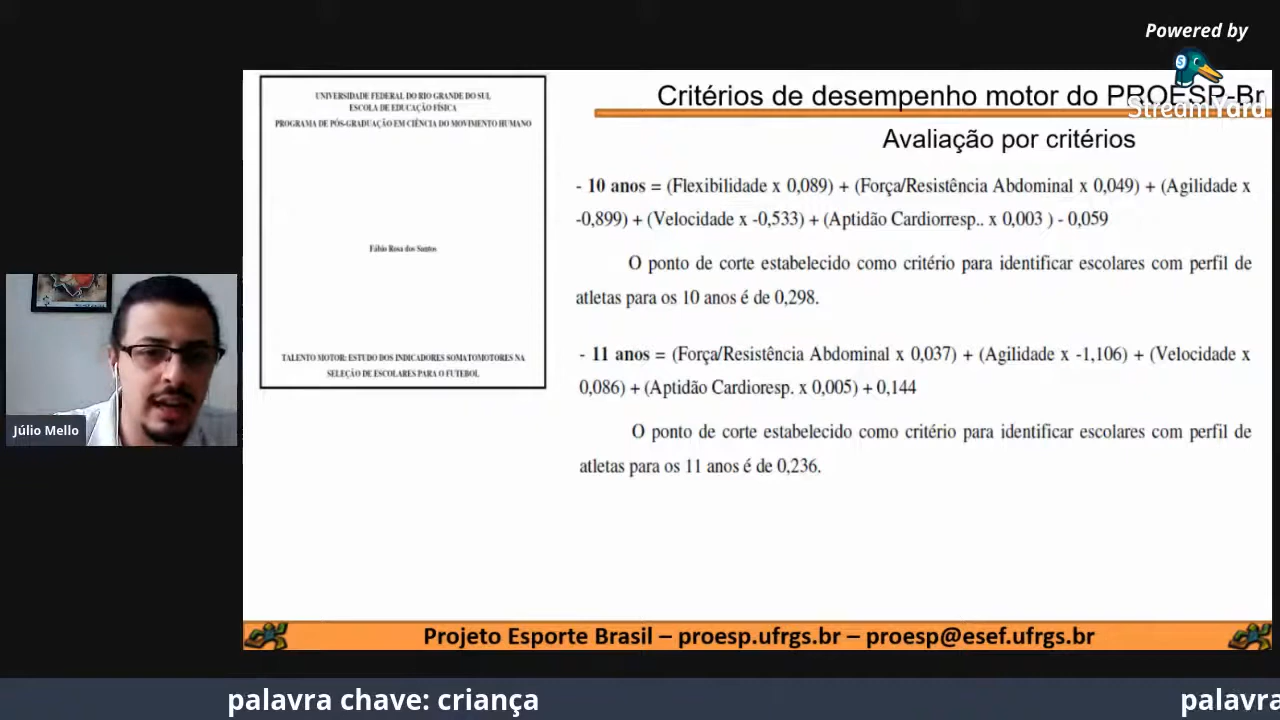 Powered by
StreamYard
UNIVERSIDADE FEDERAL DO RIO GRANDE DO SUL
ESCOLA DE EDUCAÇÃO FÍSICA
PROGRAMA DE PÓS-GRADUAÇÃO EM CIÊNCIA DO MOVIMENTO HUMANO
Fábio Rosa dos Santos
TALENTO MOTOR: ESTUDO DOS INDICADORES SOMATOMOTORES NA
SELEÇÃO DE ESCOLARES PARA O FUTEBOL
Critérios de desempenho motor do PROESP-Br
Avaliação por critérios
- 10 anos = (Flexibilidade x 0,089) + (Força/Resistência Abdominal x 0,049) + (Agilidade x
-0,899) + (Velocidade x -0,533) + (Aptidão Cardiorresp.. x 0,003 ) - 0,059
O ponto de corte estabelecido como critério para identificar escolares com perfil de
atletas para os 10 anos é de 0,298.
- 11 anos = (Força/Resistência Abdominal x 0,037) + (Agilidade x -1,106) + (Velocidade x
0,086) + (Aptidão Cardioresp. x 0,005) + 0,144
O ponto de corte estabelecido como critério para identificar escolares com perfil de
atletas para os 11 anos é de 0,236.
Júlio Mello
Projeto Esporte Brasil – proesp.ufrgs.br – proesp@esef.ufrgs.br
palavra chave: criança
palavra